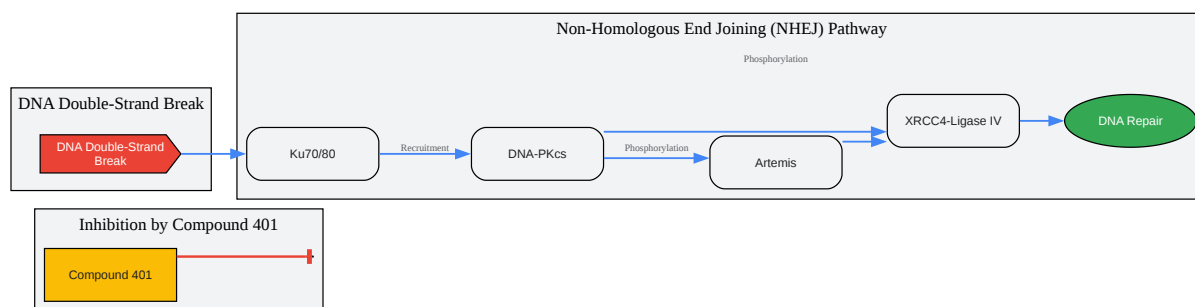 Non-Homologous End Joining (NHEJ) Pathway
Phosphorylation
DNA Double-Strand Break
DNA Double-Strand
Break
Ku70/80
Recruitment
DNA-PKcs
Phosphorylation
Artemis
XRCC4-Ligase IV
DNA Repair
Inhibition by Compound 401
Compound 401